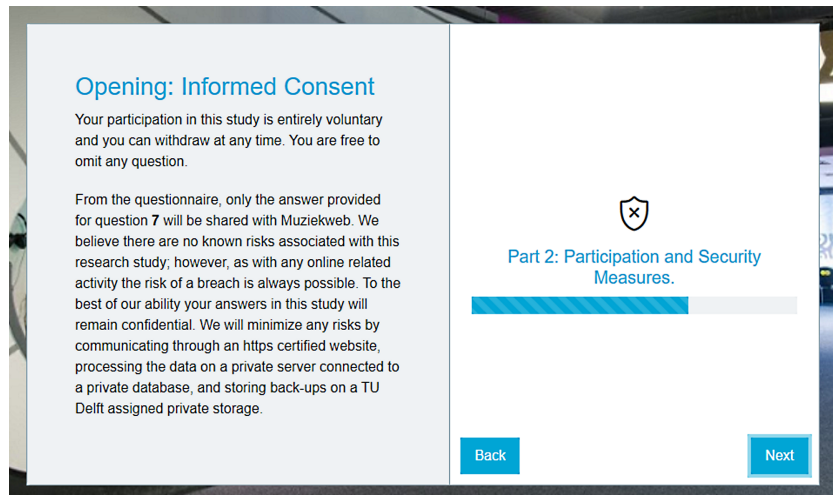 Opening: Informed Consent
Your participation in this study is entirely voluntary
and you can withdraw at any time. You are free to
omit any question.
From the questionnaire, only the answer provided
for question 7 will be shared with Muziekweb. We
believe there are no known risks associated with this
research study; however, as with any online related
activity the risk of a breach is always possible. To the
best of our ability your answers in this study will
remain confidential. We will minimize any risks by
communicating through an https certified website,
processing the data on a private server connected to
a private database, and storing back-ups on a TU
Delft assigned private storage.
Part 2: Participation and Security
Measures.
Back
Next